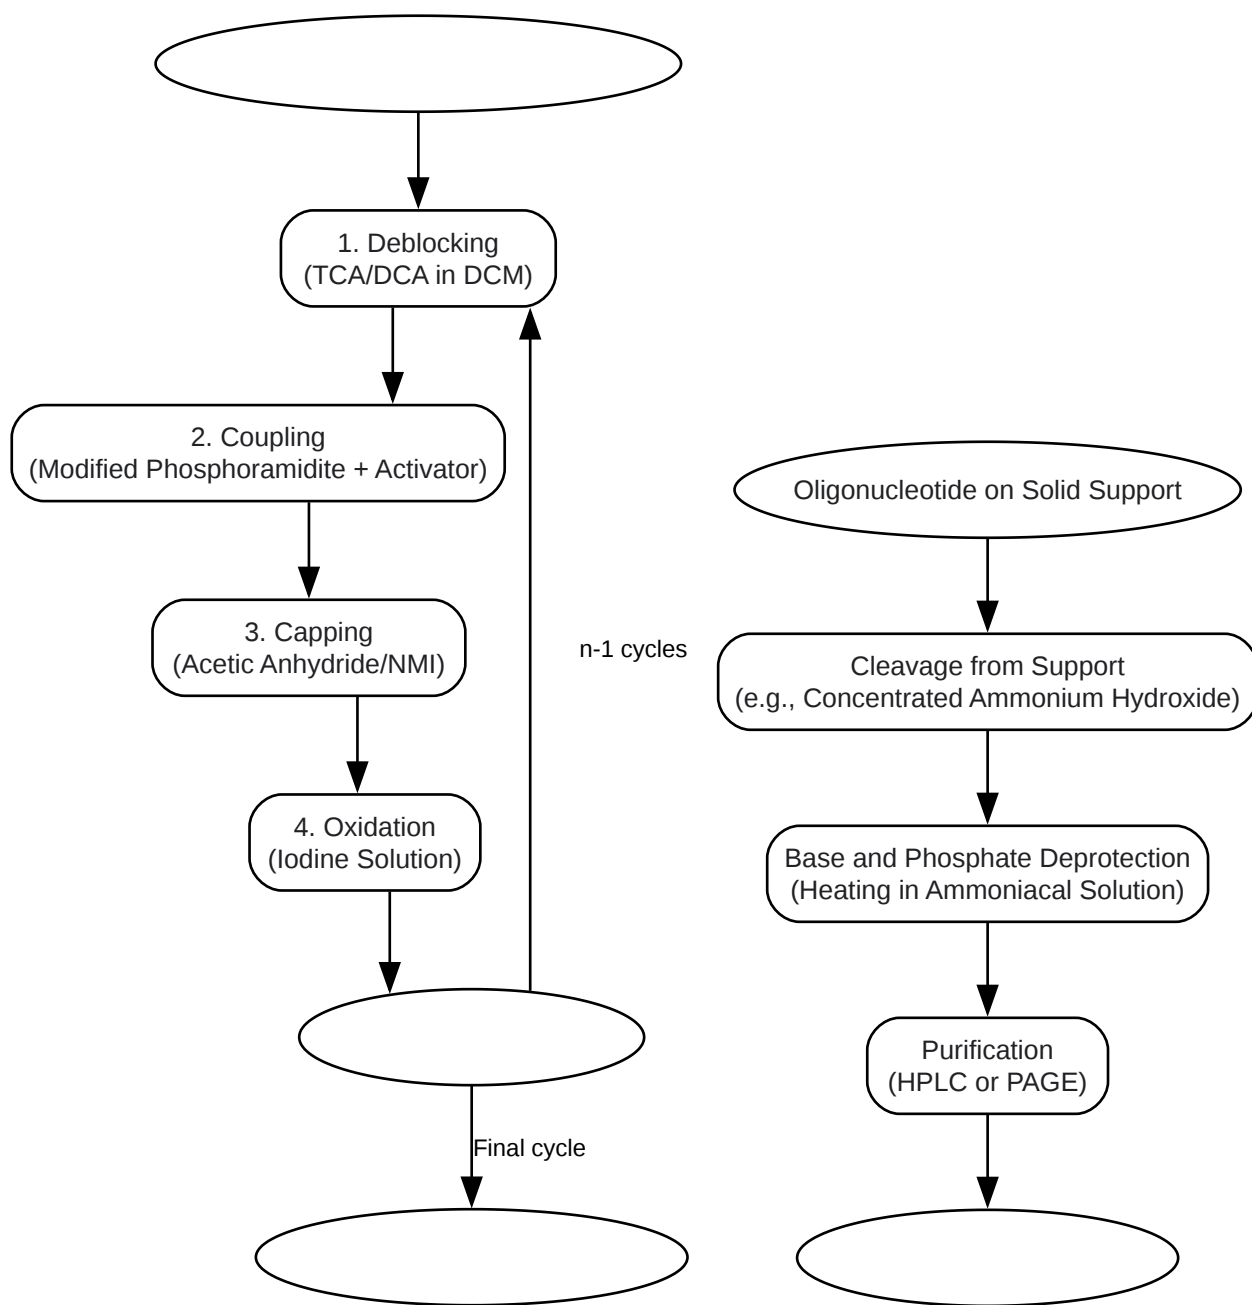 1. Deblocking
(TCA/DCA in DCM)
2. Coupling
(Modified Phosphoramidite + Activator)
3. Capping
(Acetic Anhydride/NMI)
4. Oxidation
(Iodine Solution)
n-1 cycles
Final cycle
Oligonucleotide on Solid Support
Cleavage from Support
(e.g., Concentrated Ammonium Hydroxide)
Base and Phosphate Deprotection
(Heating in Ammoniacal Solution)
Purification
(HPLC or PAGE)